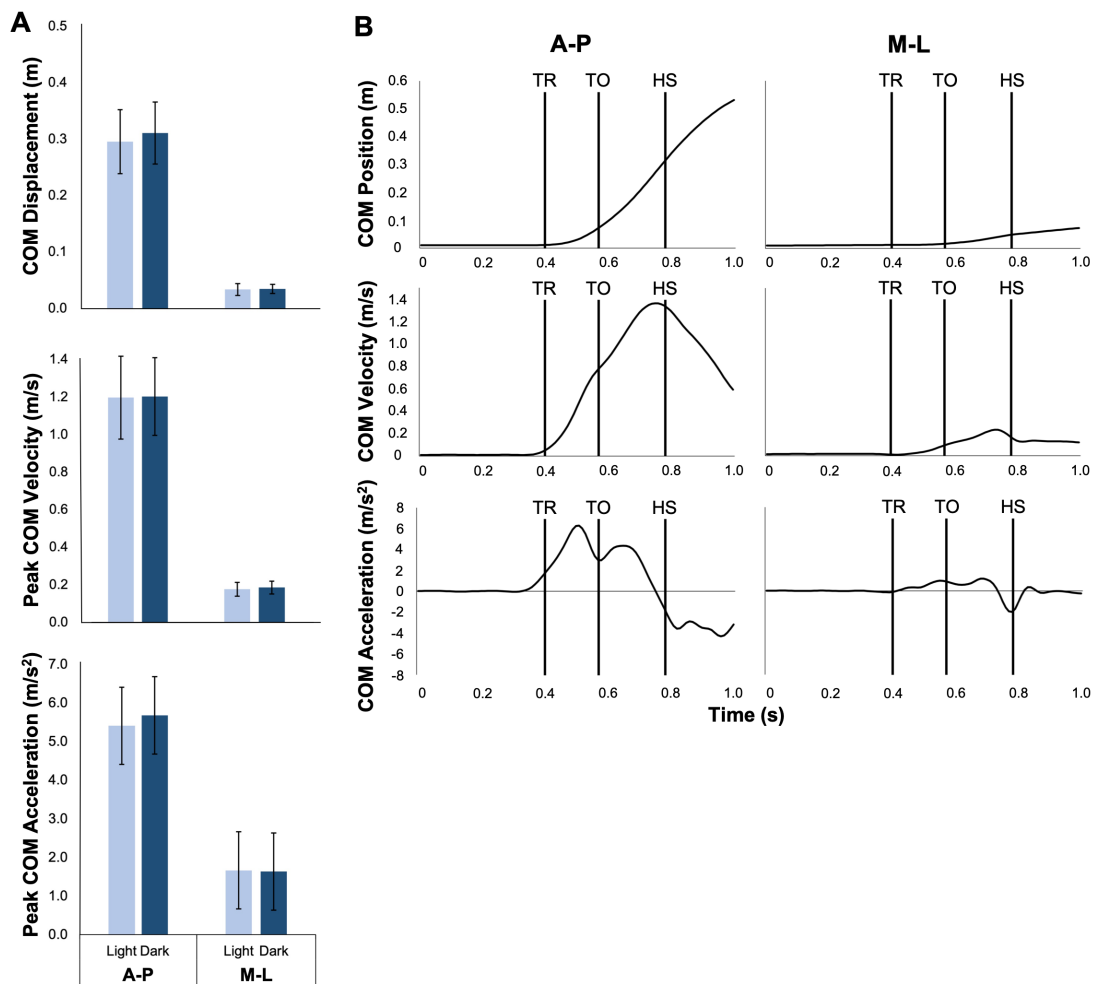 A
COM Displacement (m)
0.5
0.4
0.3
0.2
0.1
0.0
Peak COM Velocity (m/s)
1.4
1.2
1.0
0.8
0.6
0.4
0.2
0.0
Peak COM Acceleration (m/s²)
7.0
6.0
5.0
4.0
3.0
2.0
1.0
0.0
Light Dark Light Dark
A-P M-L
B
A-P M-L
COM Position (m)
TR TO HS
0.6
0.5
0.4
0.3
0.2
0.1
0
0 0.2 0.4 0.6 0.8 1.0
TR TO HS
0 0.2 0.4 0.6 0.8 1.0
COM Velocity (m/s)
TR TO HS
1.4
1.2
1.0
0.8
0.6
0.4
0.2
0
0 0.2 0.4 0.6 0.8 1.0
TR TO HS
0 0.2 0.4 0.6 0.8 1.0
COM Acceleration (m/s²)
TR TO HS
8
6
4
2
0
-2
-4
-6
-8
0 0.2 0.4 0.6 0.8 1.0
TR TO HS
0 0.2 0.4 0.6 0.8 1.0
Time (s)